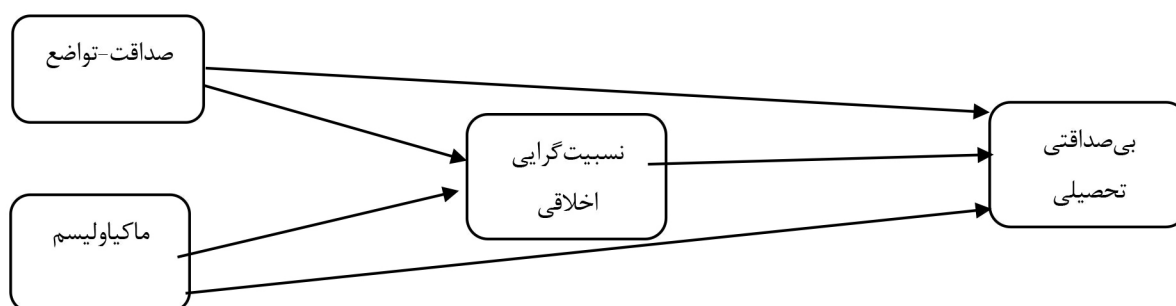 صداقت-تواضع
نسبیت‌گرایی
اخلاقی
بی‌صداقتی
تحصیلی
ماکیاولیسم